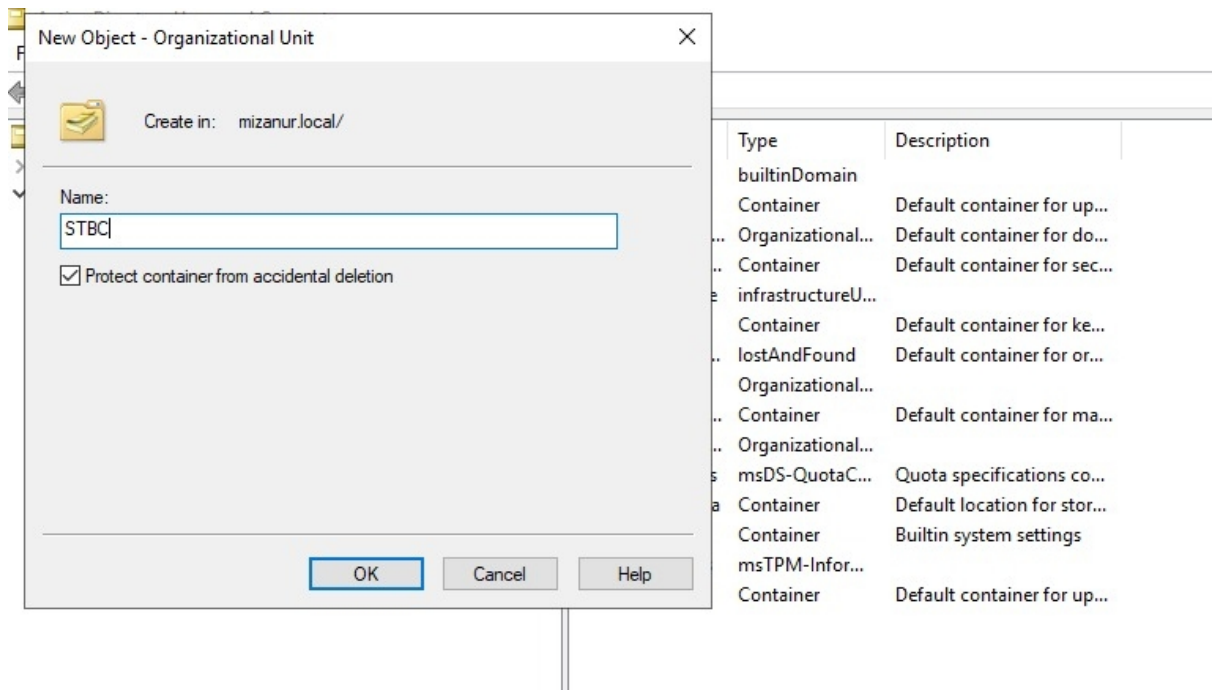 New Object - Organizational Unit
Create in: mizanur.local/
Name:
STBC
Protect container from accidental deletion
OK Cancel Help
Type Description
builtinDomain
Container Default container for up...
Organizational... Default container for do...
Container Default container for sec...
infrastructureU...
Container Default container for ke...
lostAndFound Default container for or...
Organizational...
Container Default container for ma...
Organizational...
msDS-QuotaC... Quota specifications co...
Container Default location for stor...
Container Builtin system settings
msTPM-Infor...
Container Default container for up...